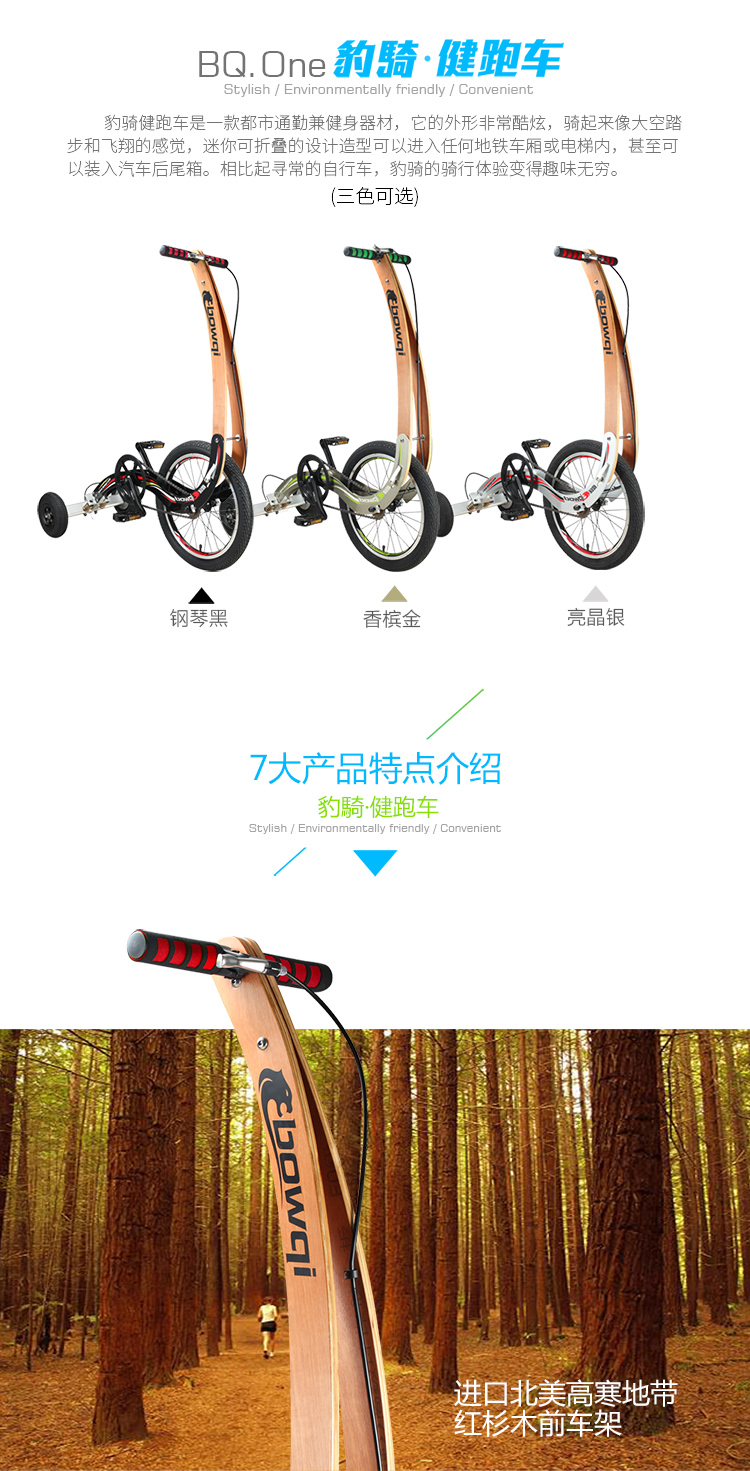 BQ.One 豹騎·健跑车
Stylish / Environmentally friendly / Convenient
豹骑健跑车是一款都市通勤兼健身器材，它的外形非常酷炫，骑起来像太空踏
步和飞翔的感觉，迷你可折叠的设计造型可以进入任何地铁车厢或电梯内，甚至可
以装入汽车后尾箱。相比起寻常的自行车，豹骑的骑行体验变得趣味无穷。
(三色可选)
bowqi
bowqi
bowqi
钢琴黑
香槟金
亮晶银
7大产品特点介绍
豹騎·健跑车
Stylish / Environmentally friendly / Convenient
bowqi
进口北美高寒地带
红杉木前车架